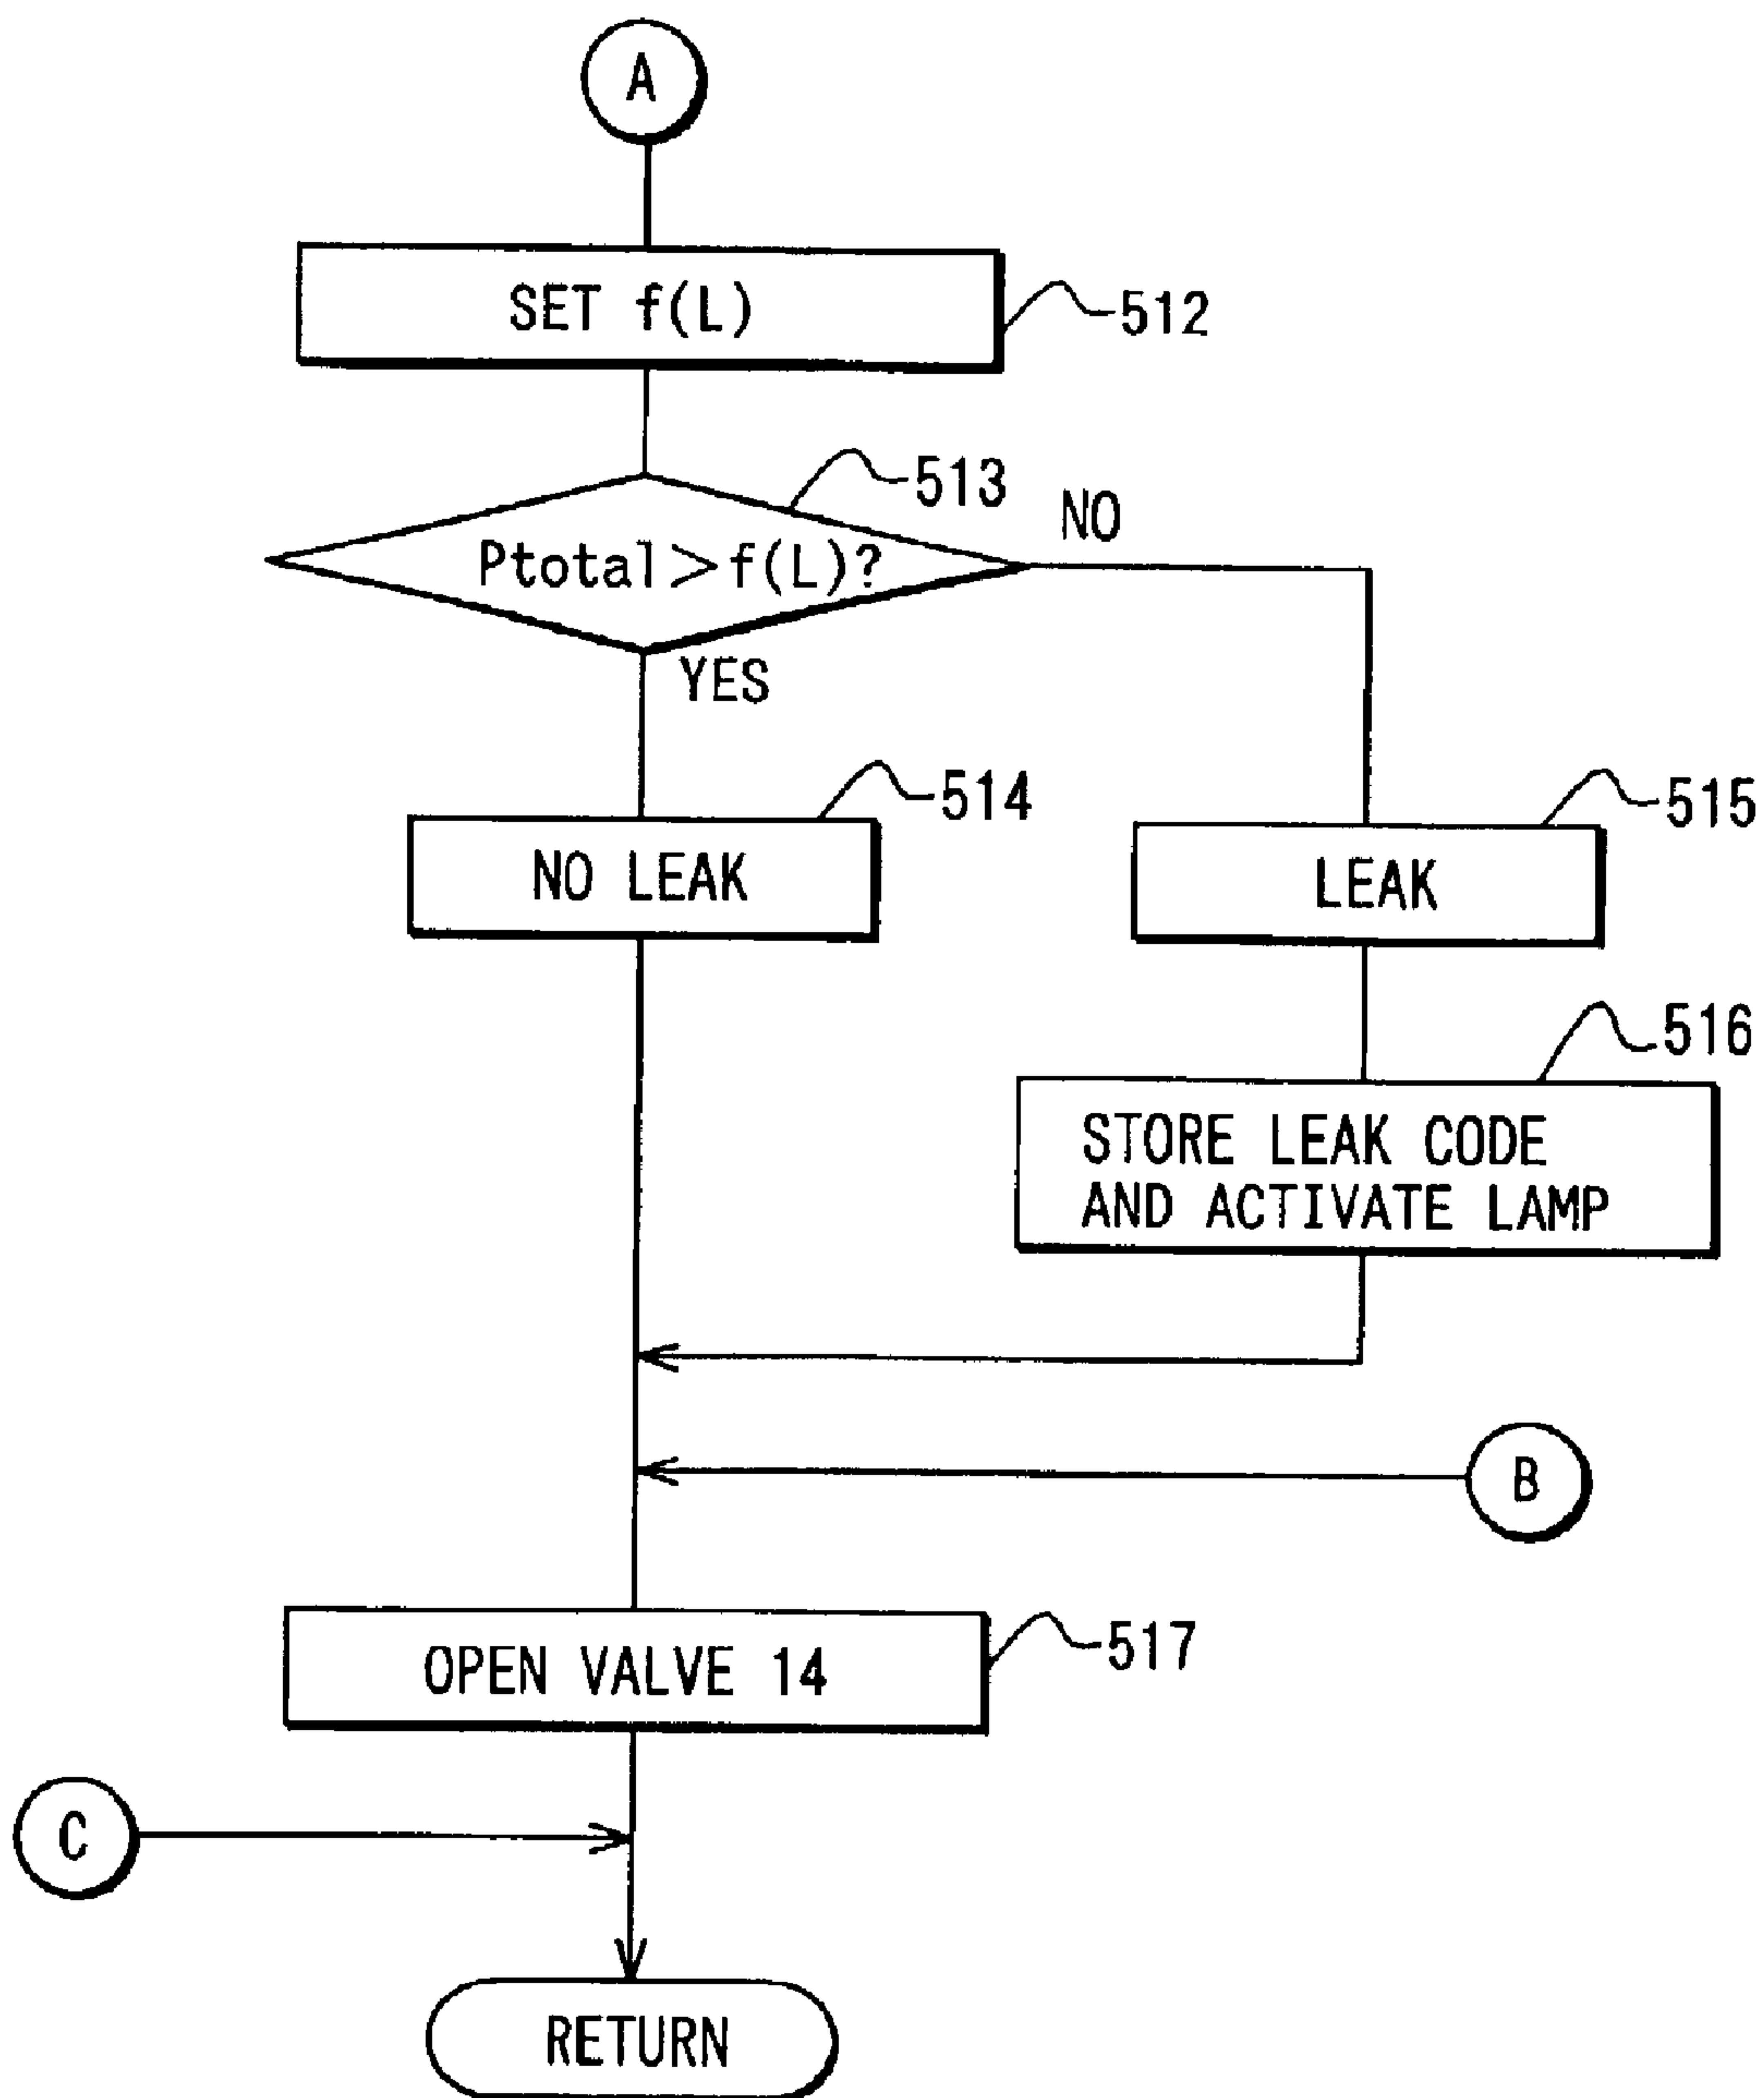 A
SET f(L)
512
513
NO
Ptotal>f(L)?
YES
514
515
NO LEAK
LEAK
516
STORE LEAK CODE
AND ACTIVATE LAMP
B
517
OPEN VALVE 14
C
RETURN